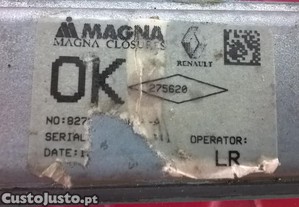 MAGNA
MAGNA CLOSURES
RENAULT
OK
275620
NO:827
SERIAL
OPERATOR:
DATE:
LR
CustoJusto.pt